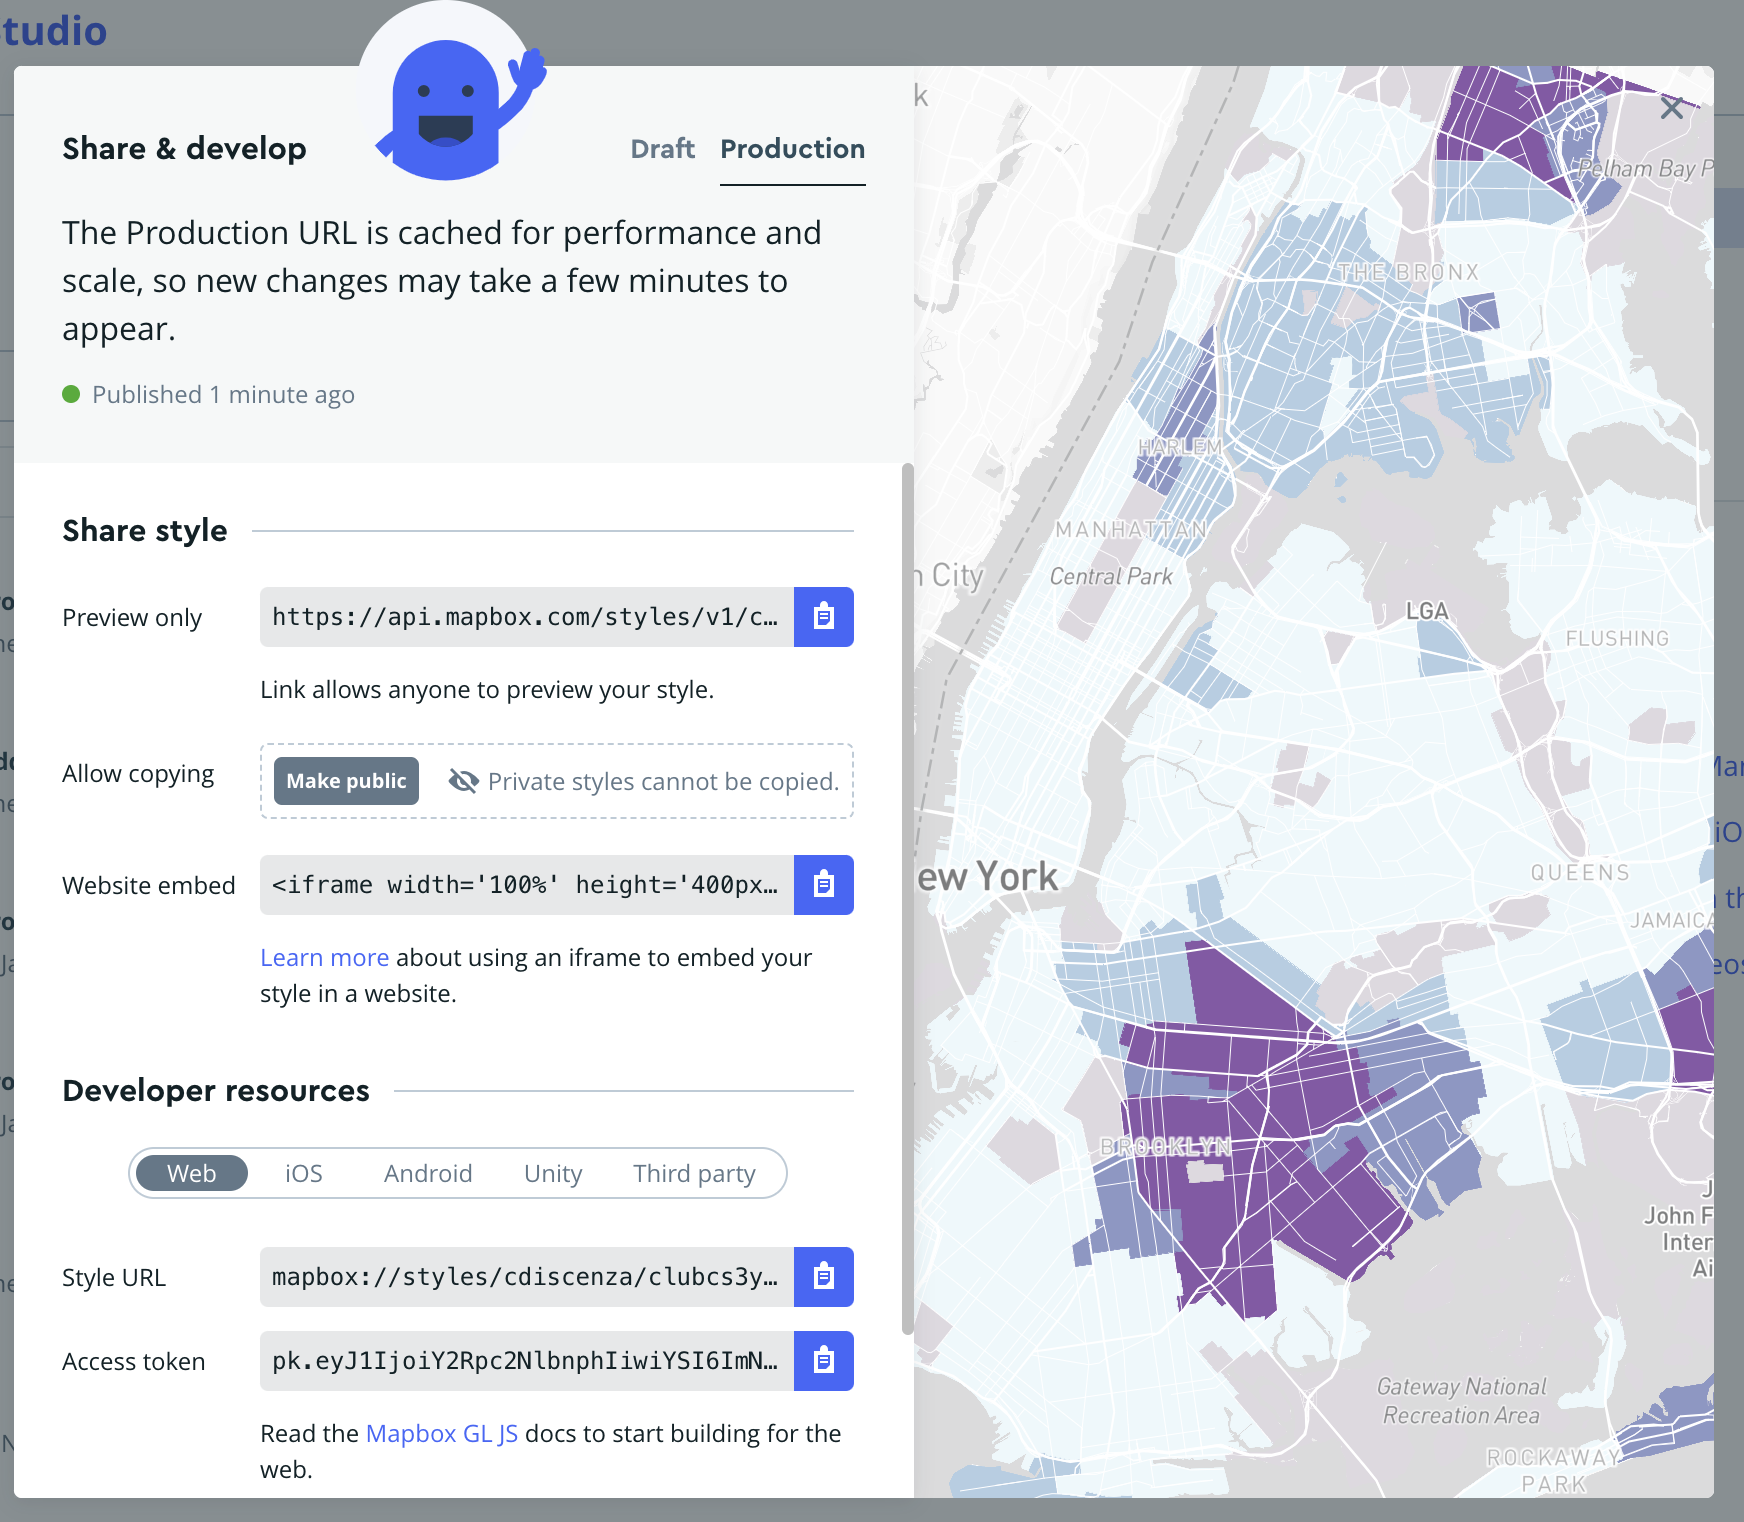 studio
Share & develop
Draft
Production
The Production URL is cached for performance and
scale, so new changes may take a few minutes to
appear.
Published 1 minute ago
Share style
Preview only
https://api.mapbox.com/styles/v1/c…
Link allows anyone to preview your style.
Allow copying
Make public
Private styles cannot be copied.
Website embed
<iframe width='100%' height='400px…
Learn more about using an iframe to embed your
style in a website.
Developer resources
Web
iOS
Android
Unity
Third party
Style URL
mapbox://styles/cdiscenza/clubcs3y…
Access token
pk.eyJ1IjoiY2Rpc2NlbnphIiwiYSI6ImN…
Read the Mapbox GL JS docs to start building for the
web.
k
Pelham Bay P
THE BRONX
HARLEM
MANHATTAN
Central Park
n City
LGA
FLUSHING
ew York
QUEENS
JAMAICA
BROOKLYN
J
John F
Inter
Ai
Gateway National
Recreation Area
ROCKAWAY
PARK
Mar
iO
n th
eos